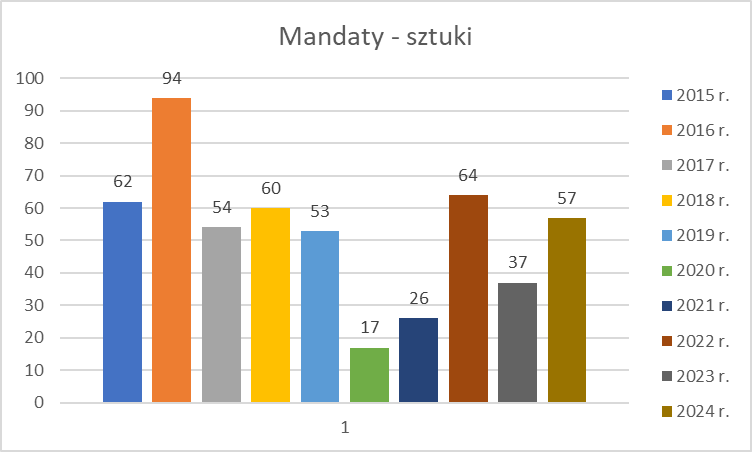 Mandaty - sztuki
100
90
80
70
60
50
40
30
20
10
0
62
94
54
60
53
17
26
64
37
57
1
2015 r.
2016 r.
2017 r.
2018 r.
2019 r.
2020 r.
2021 r.
2022 r.
2023 r.
2024 r.